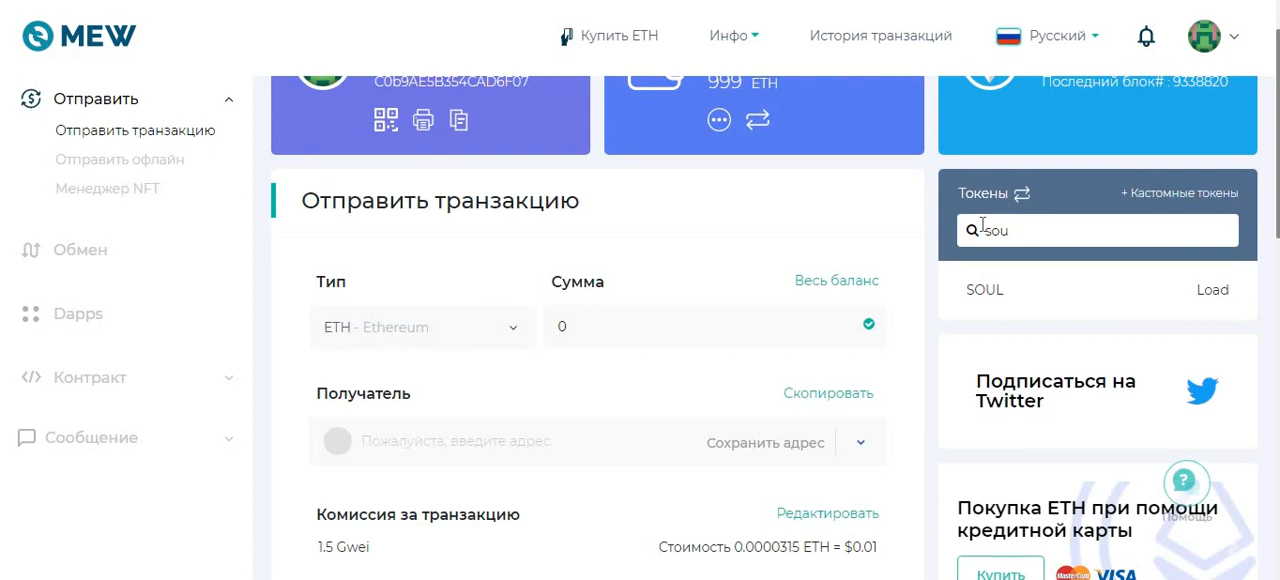 MEW
Купить ETH
Инфо
История транзакций
Русский
Отправить
Отправить транзакцию
Отправить офлайн
Менеджер NFT
Обмен
Dapps
Контракт
Сообщение
C0b9AE5B354CAD6F07
999 ETH
Последний блок# : 9338820
Отправить транзакцию
Тип
ETH - Ethereum
Сумма
Весь баланс
0
Получатель
Скопировать
Пожалуйста, введите адрес
Сохранить адрес
Комиссия за транзакцию
Редактировать
1.5 Gwei
Стоимость 0.0000315 ETH = $0.01
Токены
+ Кастомные токены
sou
SOUL
Load
Подписаться на
Twitter
Помощь
Покупка ETH при помощи
кредитной карты
Купить
MasterCard
VISA